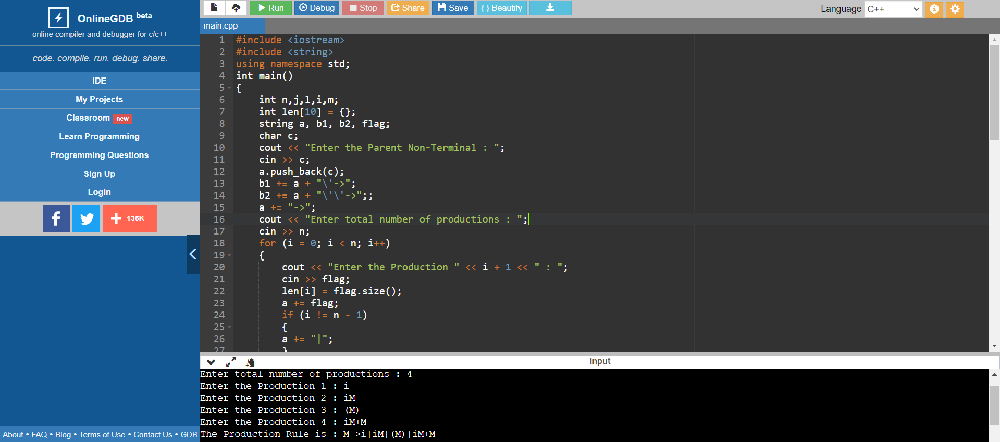 OnlineGDB beta
online compiler and debugger for c/c++
code. compile. run. debug. share.
IDE
My Projects
Classroom new
Learn Programming
Programming Questions
Sign Up
Login
f
135K
About • FAQ • Blog • Terms of Use • Contact Us • GDB
Run Debug Stop Share Save { } Beautify
Language C++
main.cpp
1 #include <iostream>
2 #include <string>
3 using namespace std;
4 int main()
5 {
6 int n,j,l,i,m;
7 int len[10] = {};
8 string a, b1, b2, flag;
9 char c;
10 cout << "Enter the Parent Non-Terminal : ";
11 cin >> c;
12 a.push_back(c);
13 b1 += a + "\'->";
14 b2 += a + "\'\'->";;
15 a += "->";
16 cout << "Enter total number of productions : ";
17 cin >> n;
18 for (i = 0; i < n; i++)
19 {
20 cout << "Enter the Production " << i + 1 << " : ";
21 cin >> flag;
22 len[i] = flag.size();
23 a += flag;
24 if (i != n - 1)
25 {
26 a += "|";
27 }
input
Enter total number of productions : 4
Enter the Production 1 : i
Enter the Production 2 : iM
Enter the Production 3 : (M)
Enter the Production 4 : iM+M
The Production Rule is : M->i|iM|(M)|iM+M